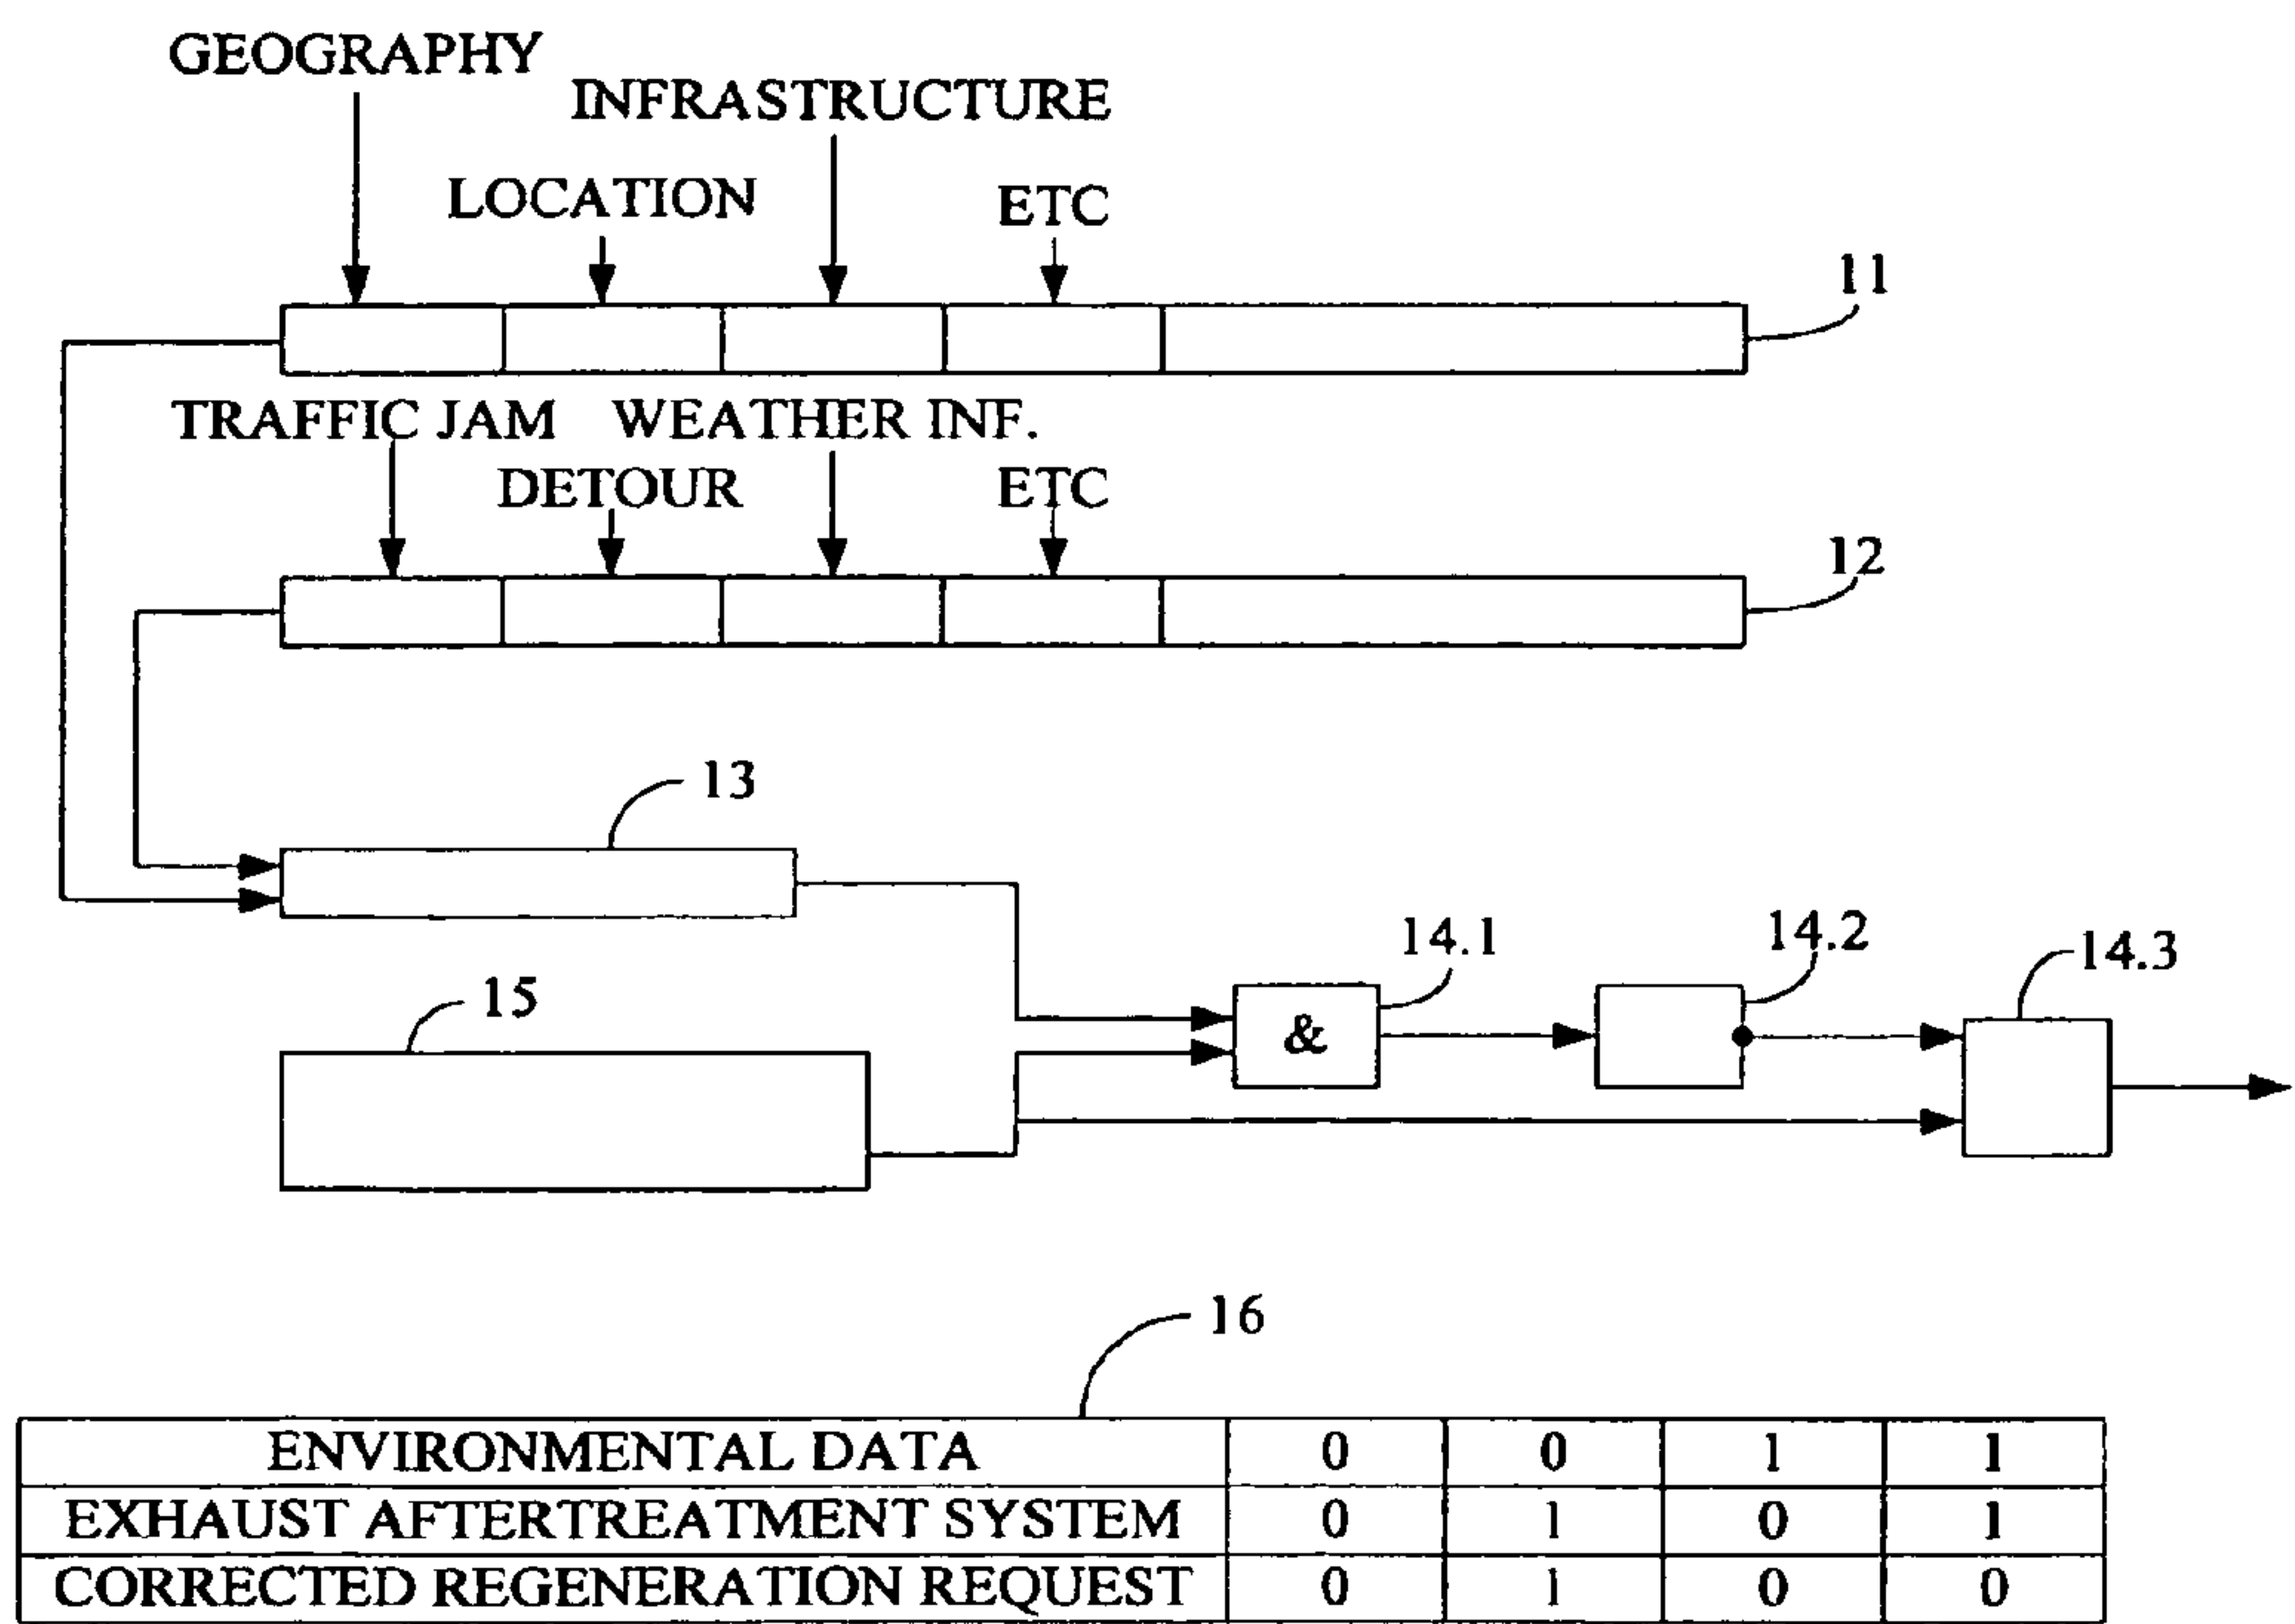 GEOGRAPHY
INFRASTRUCTURE
LOCATION
ETC
11
TRAFFIC JAM
WEATHER INF.
DETOUR
ETC
12
13
14.1
14.2
14.3
15
&
16
ENVIRONMENTAL DATA 0 0 1 1
EXHAUST AFTERTREATMENT SYSTEM 0 1 0 1
CORRECTED REGENERATION REQUEST 0 1 0 0